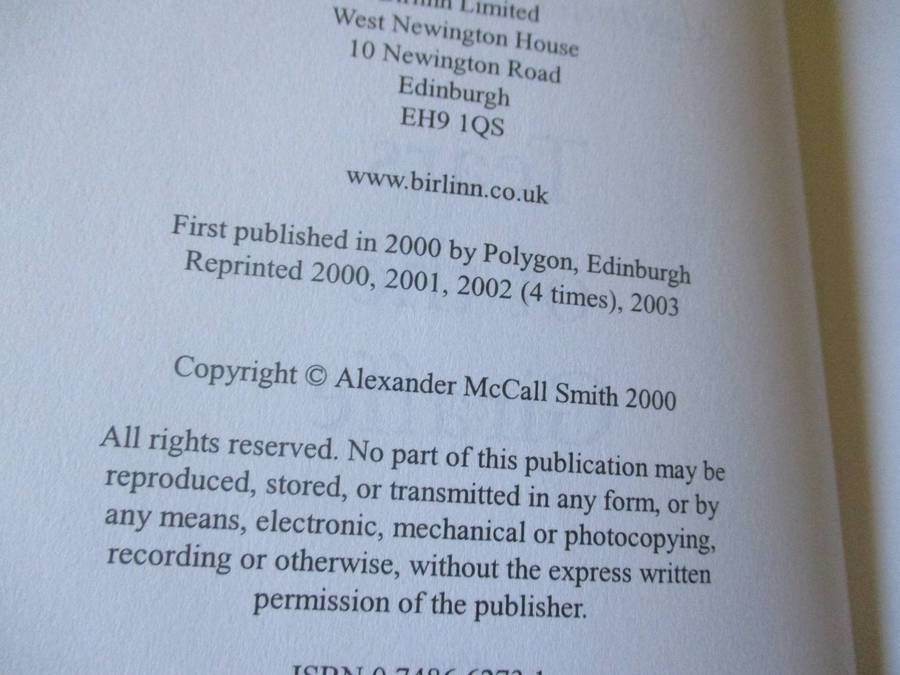 Birlinn Limited
West Newington House
10 Newington Road
Edinburgh
EH9 1QS
www.birlinn.co.uk
First published in 2000 by Polygon, Edinburgh
Reprinted 2000, 2001, 2002 (4 times), 2003
Copyright © Alexander McCall Smith 2000
All rights reserved. No part of this publication may be
reproduced, stored, or transmitted in any form, or by
any means, electronic, mechanical or photocopying,
recording or otherwise, without the express written
permission of the publisher.
ISBN